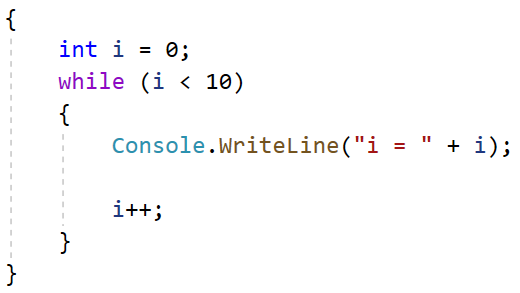 {
    int i = 0;
    while (i < 10)
    {
        Console.WriteLine("i = " + i);

        i++;
    }
}